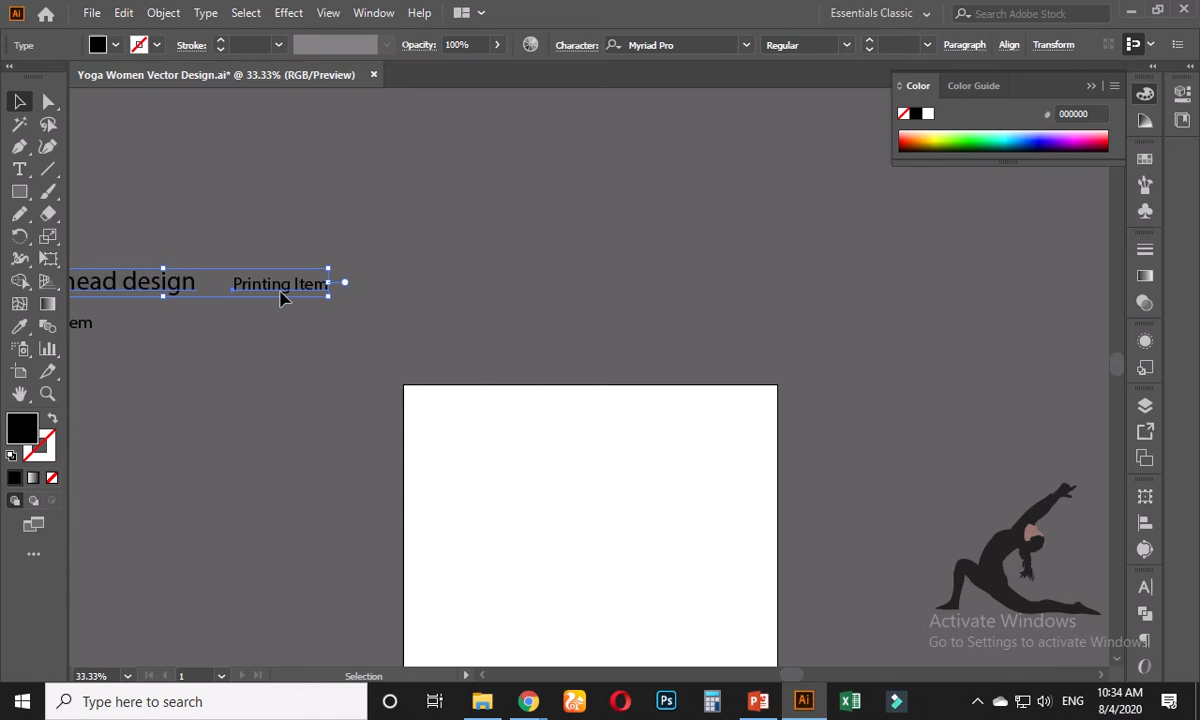 Ai File Edit Object Type Select Effect View Window Help Essentials Classic Search Adobe Stock
Type Stroke: Opacity: 100% Character: Myriad Pro Regular Paragraph Align Transform
Yoga Women Vector Design.ai* @ 33.33% (RGB/Preview)
Color Color Guide
# 000000
head design Printing Item
em
Activate Windows
Go to Settings to activate Windows.
33.33% 1 Selection
Type here to search Ps Ai ENG 10:34 AM
8/4/2020